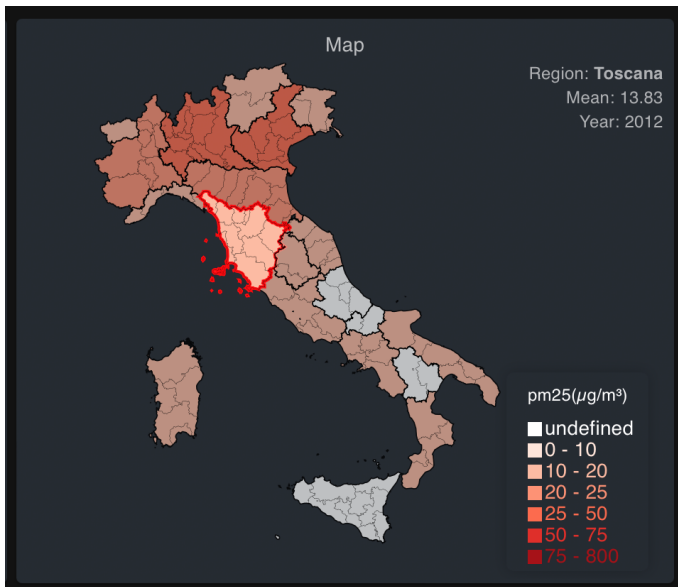 Map
Region: Toscana
Mean: 13.83
Year: 2012
pm25(µg/m³)
undefined
0 - 10
10 - 20
20 - 25
25 - 50
50 - 75
75 - 800